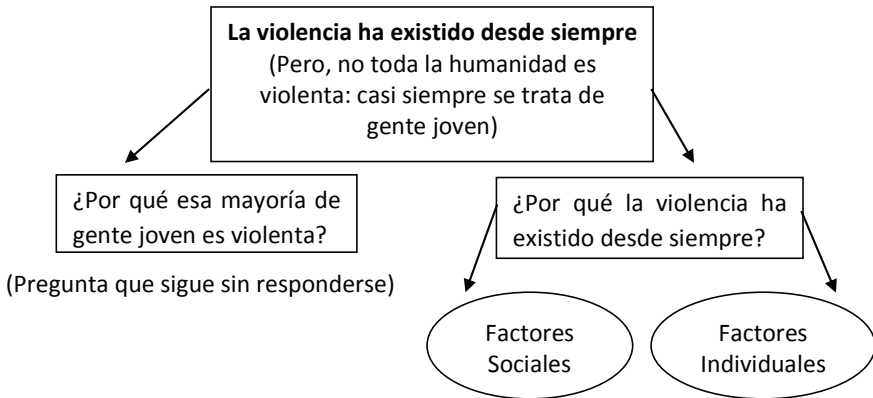 La violencia ha existido desde siempre
(Pero, no toda la humanidad es
violenta: casi siempre se trata de
gente joven)
¿Por qué esa mayoría de
gente joven es violenta?
(Pregunta que sigue sin responderse)
¿Por qué la violencia ha
existido desde siempre?
Factores
Sociales
Factores
Individuales